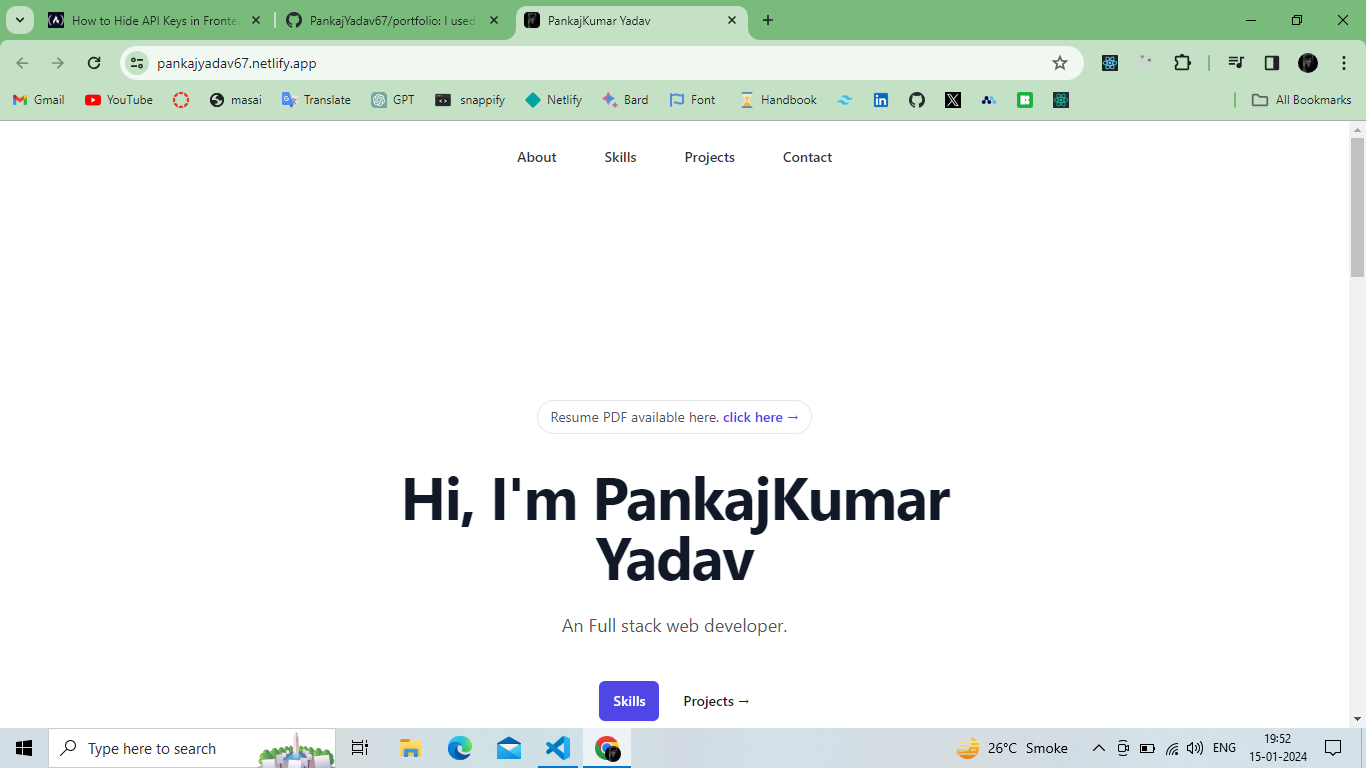 How to Hide API Keys in Fronte
PankajYadav67/portfolio: I used
PankajKumar Yadav
pankajyadav67.netlify.app
Gmail YouTube masai Translate GPT snappify Netlify Bard Font Handbook All Bookmarks
About Skills Projects Contact
Resume PDF available here. click here →
Hi, I'm PankajKumar
Yadav
An Full stack web developer.
Skills Projects →
Type here to search
26°C Smoke
ENG
19:52
15-01-2024